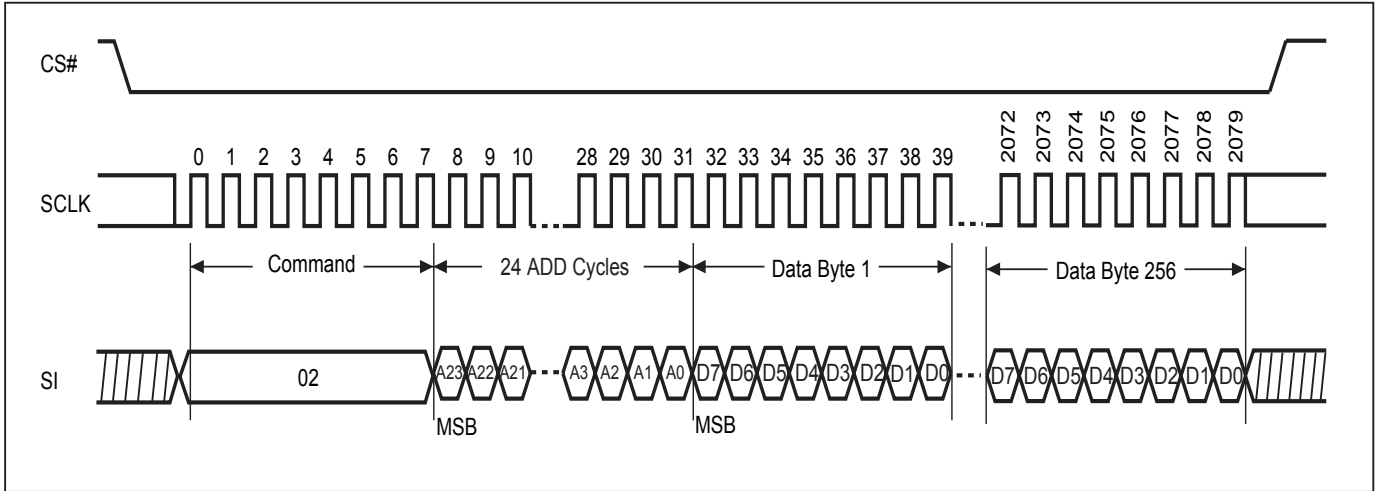 CS#
2072 2073 2074 2075 2076 2077 2078 2079
0 1 2 3 4 5 6 7 8 9 10 28 29 30 31 32 33 34 35 36 37 38 39
SCLK
Command 24 ADD Cycles Data Byte 1 Data Byte 256
SI 02 A23 A22 A21 A3 A2 A1 A0 D7 D6 D5 D4 D3 D2 D1 D0 D7 D6 D5 D4 D3 D2 D1 D0
MSB MSB